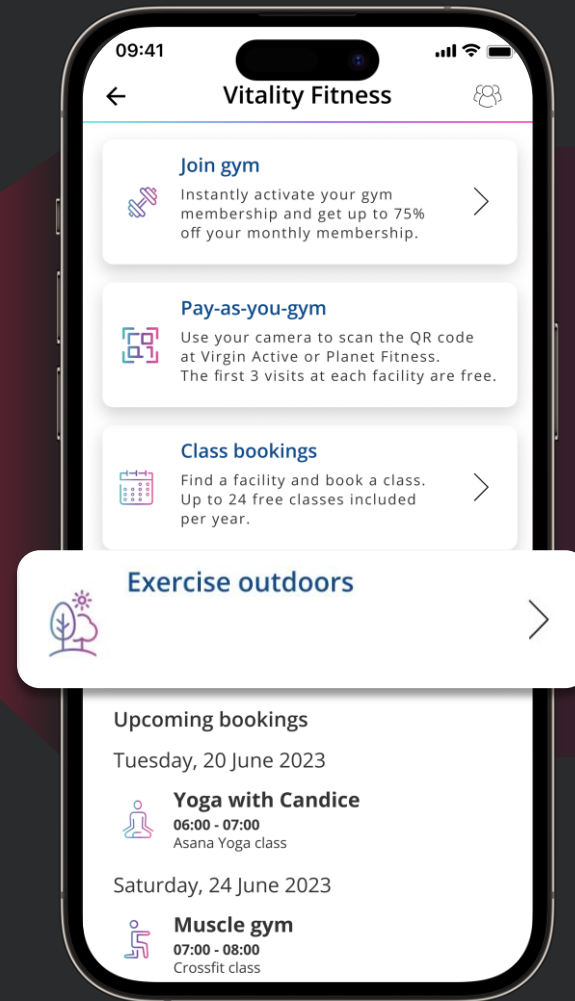 09:41
Vitality Fitness
Join gym
Instantly activate your gym
membership and get up to 75%
off your monthly membership.
Pay-as-you-gym
Use your camera to scan the QR code
at Virgin Active or Planet Fitness.
The first 3 visits at each facility are free.
Class bookings
Find a facility and book a class.
Up to 24 free classes included
per year.
Exercise outdoors
Upcoming bookings
Tuesday, 20 June 2023
Yoga with Candice
06:00 - 07:00
Asana Yoga class
Saturday, 24 June 2023
Muscle gym
07:00 - 08:00
Crossfit class